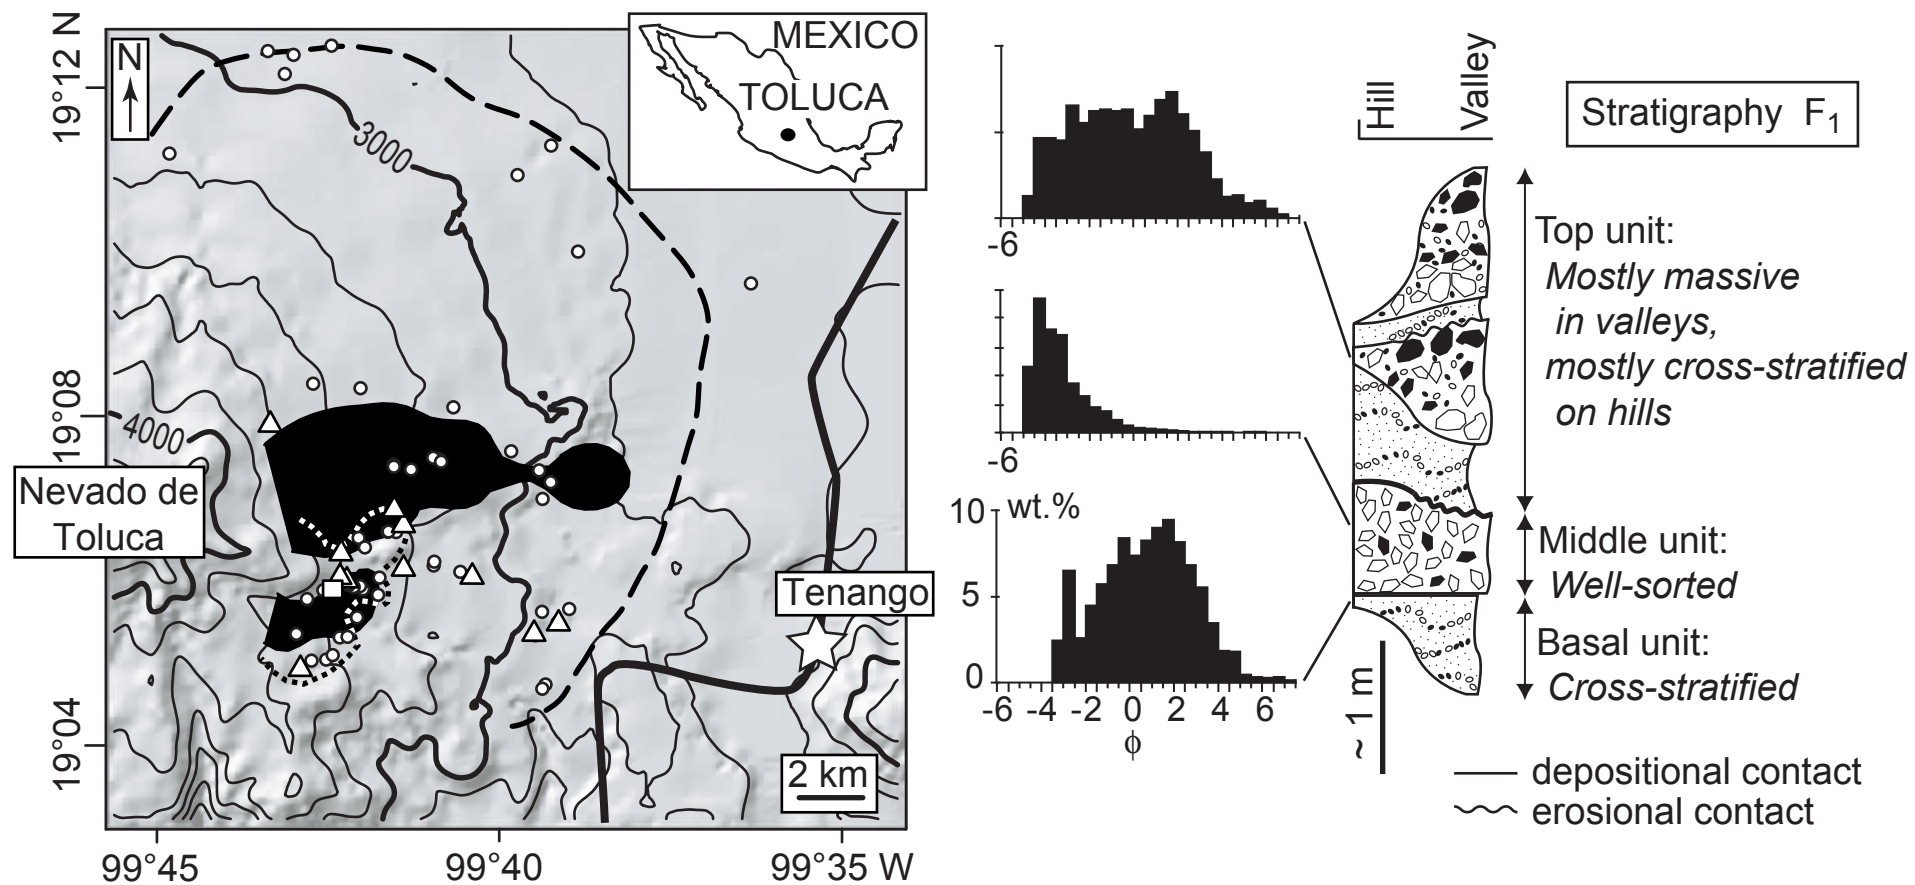 19°12 N
19°08
19°04
N
3000
4000
MEXICO
TOLUCA
Nevado de
Toluca
Tenango
2 km
99°45
99°40
99°35 W
-6
-6
10
wt.%
5
0
-6 -4 -2 0 2 4 6
ϕ
Hill
Valley
~ 1 m
Stratigraphy F₁
Top unit:
Mostly massive
in valleys,
mostly cross-stratified
on hills
Middle unit:
Well-sorted
Basal unit:
Cross-stratified
depositional contact
erosional contact